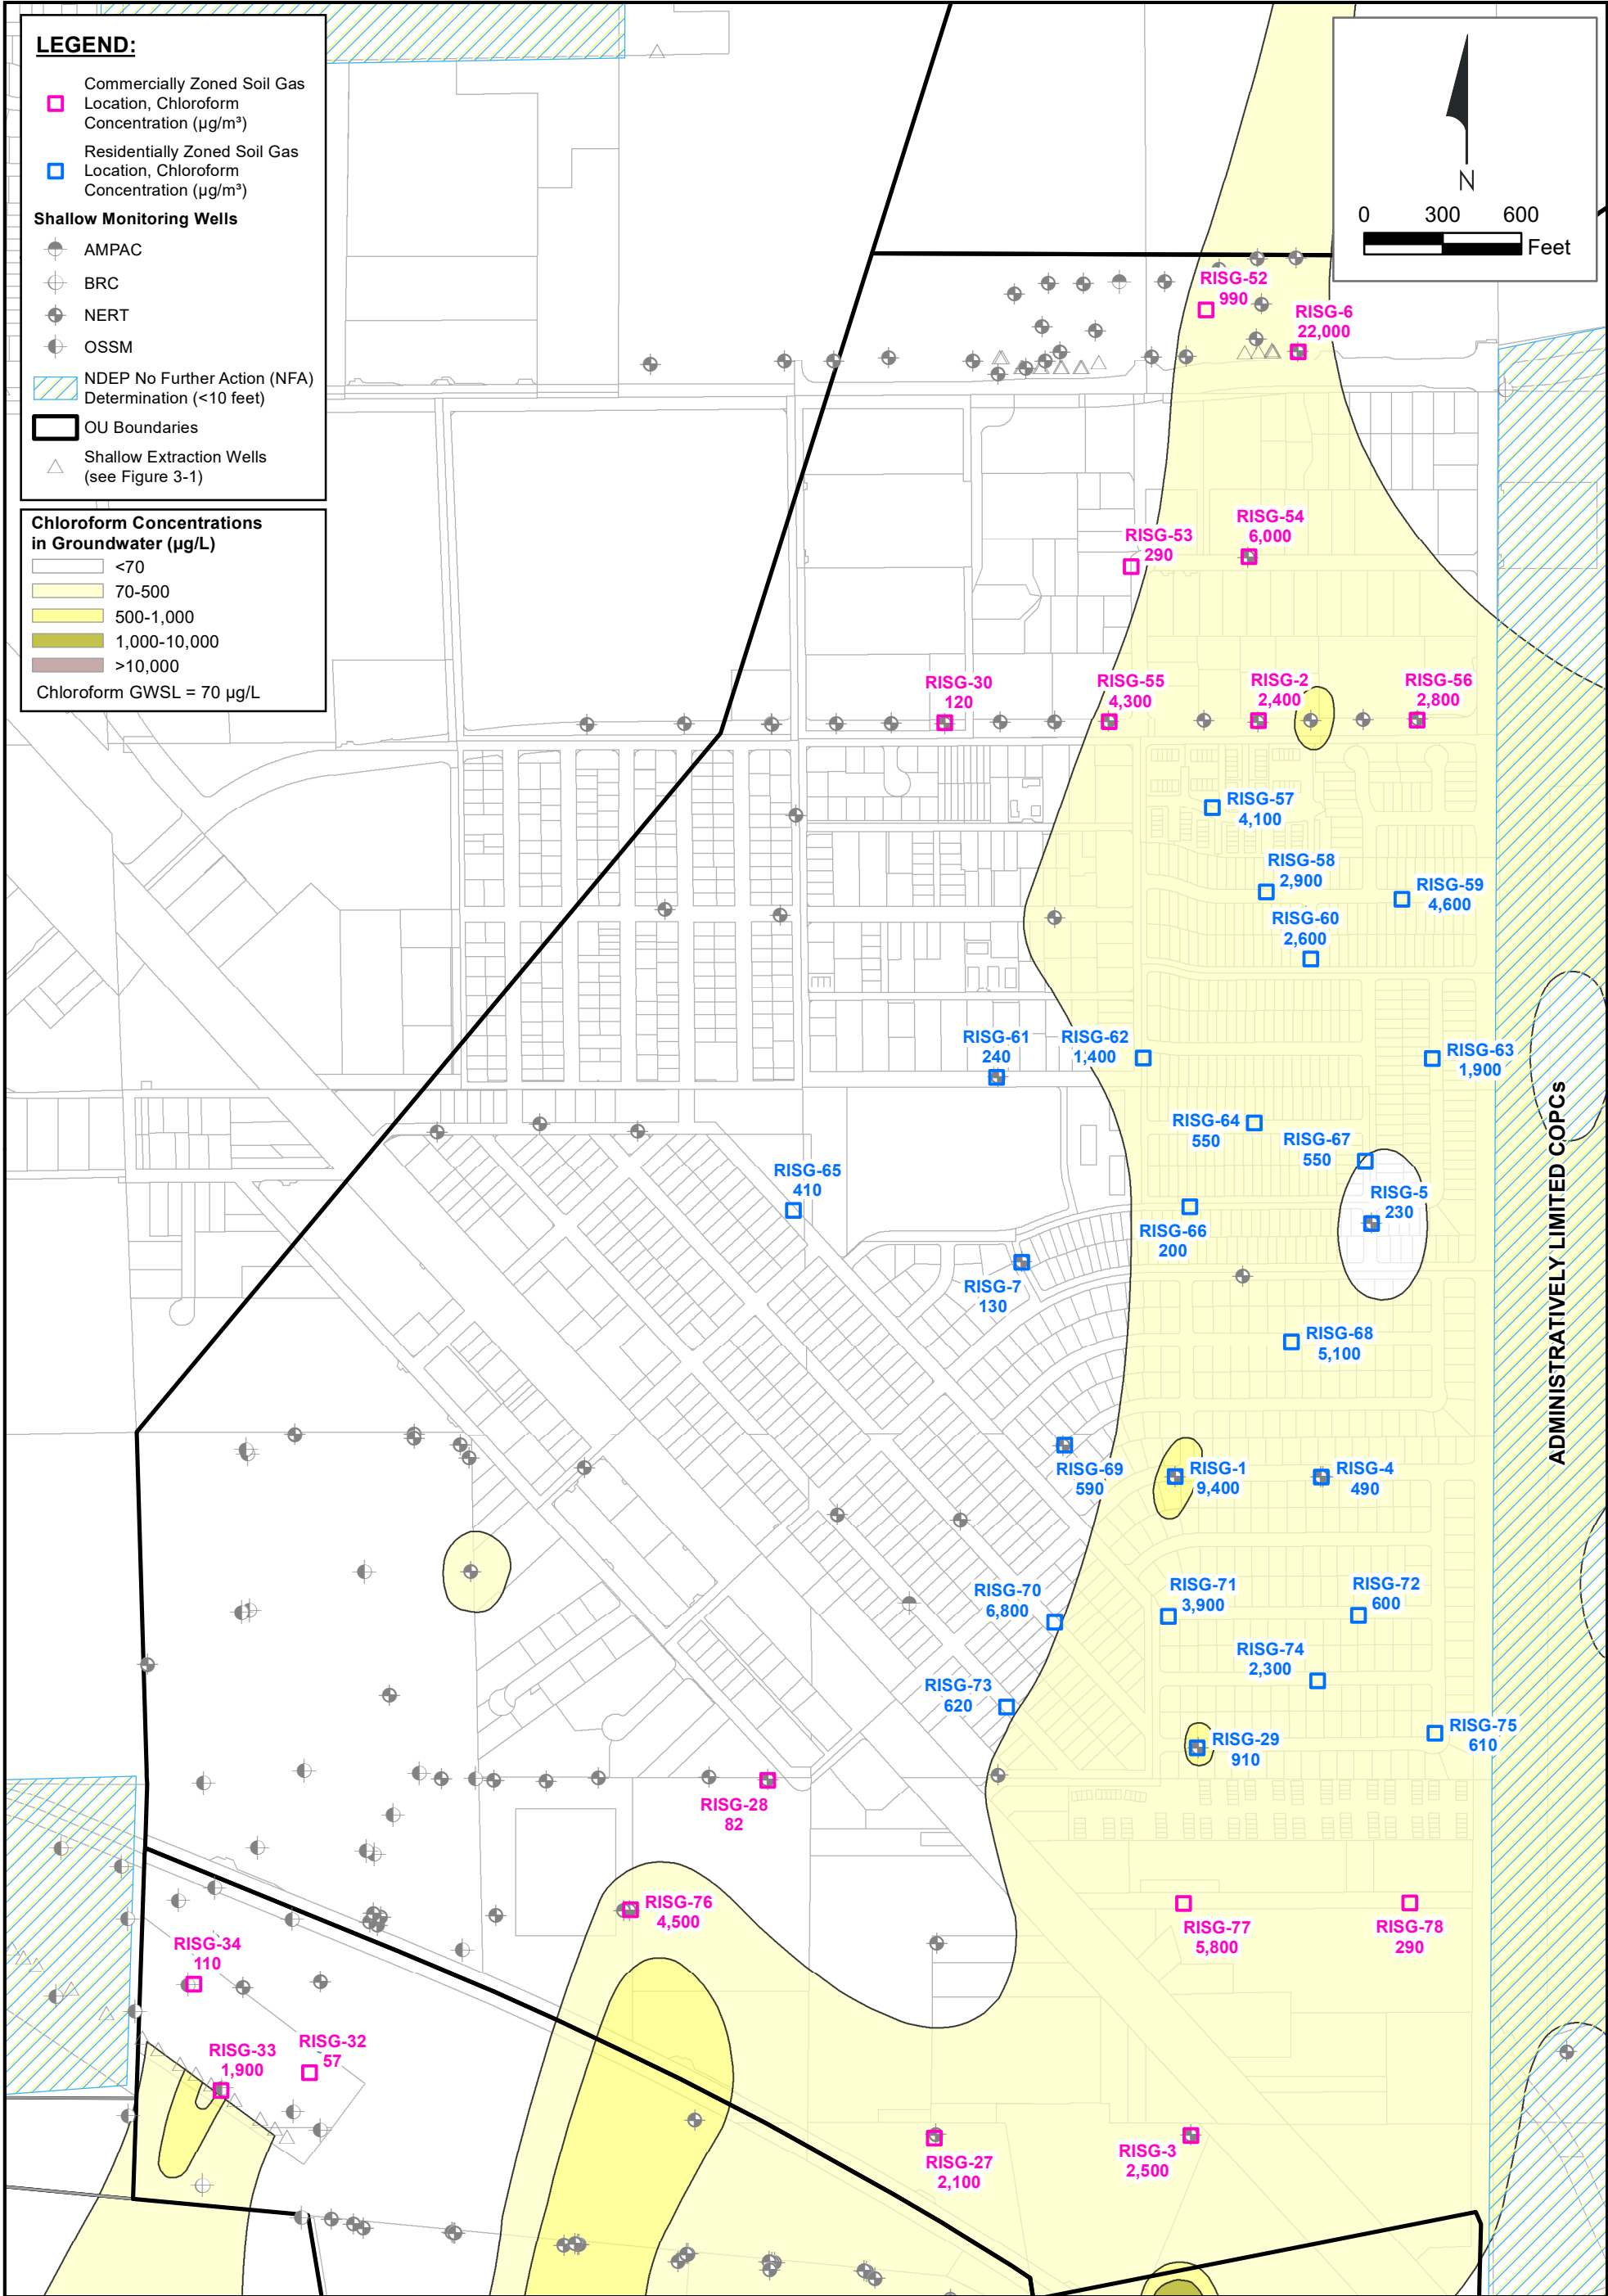 LEGEND:
Commercially Zoned Soil Gas
Location, Chloroform
Concentration (µg/m³)
Residentially Zoned Soil Gas
Location, Chloroform
Concentration (µg/m³)
Shallow Monitoring Wells
AMPAC
BRC
NERT
OSSM
NDEP No Further Action (NFA)
Determination (<10 feet)
OU Boundaries
Shallow Extraction Wells
(see Figure 3-1)
Chloroform Concentrations
in Groundwater (µg/L)
<70
70-500
500-1,000
1,000-10,000
>10,000
Chloroform GWSL = 70 µg/L
N
0 300 600
Feet
RISG-52
990
RISG-6
22,000
RISG-54
6,000
RISG-53
290
RISG-30
120
RISG-55
4,300
RISG-2
2,400
RISG-56
2,800
RISG-57
4,100
RISG-58
2,900
RISG-59
4,600
RISG-60
2,600
RISG-61
240
RISG-62
1,400
RISG-63
1,900
RISG-64
550
RISG-67
550
RISG-65
410
RISG-5
230
RISG-66
200
RISG-7
130
RISG-68
5,100
ADMINISTRATIVELY LIMITED COPCs
RISG-69
590
RISG-1
9,400
RISG-4
490
RISG-70
6,800
RISG-71
3,900
RISG-72
600
RISG-74
2,300
RISG-73
620
RISG-29
910
RISG-75
610
RISG-28
82
RISG-76
4,500
RISG-77
5,800
RISG-78
290
RISG-34
110
RISG-33
1,900
RISG-32
57
RISG-27
2,100
RISG-3
2,500